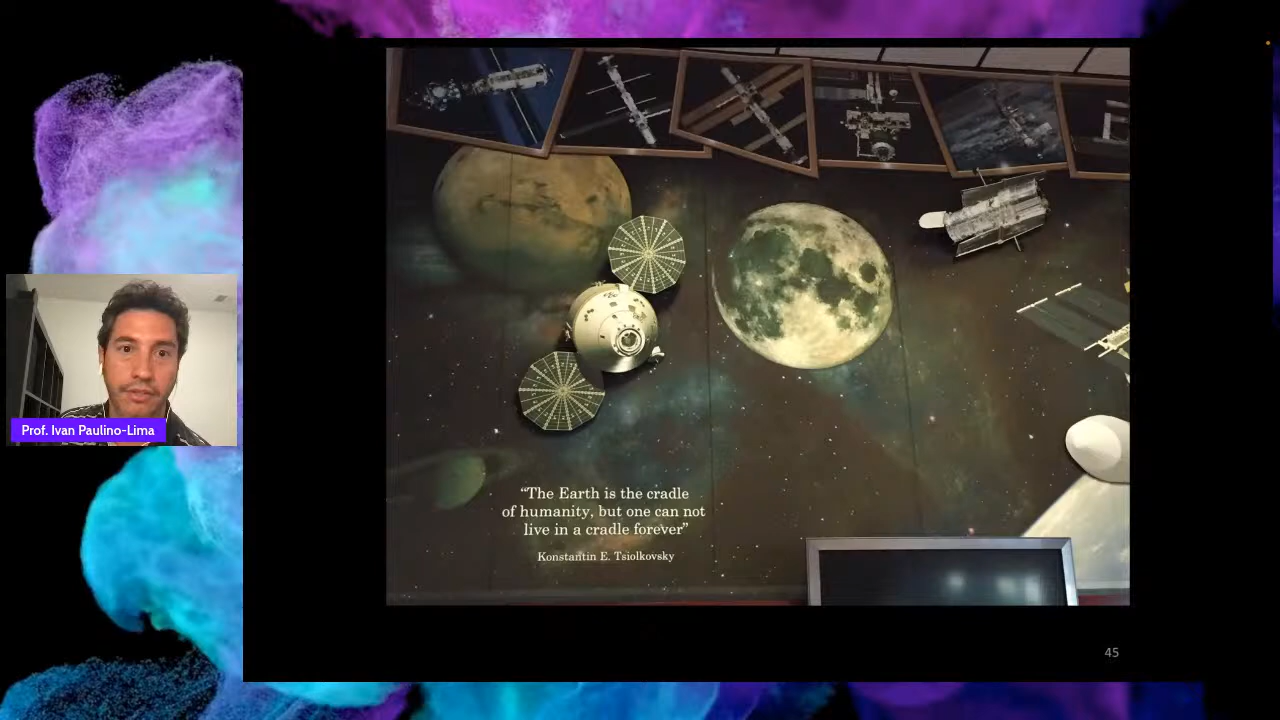 Prof. Ivan Paulino-Lima
“The Earth is the cradle
of humanity, but one can not
live in a cradle forever”
Konstantin E. Tsiolkovsky
45